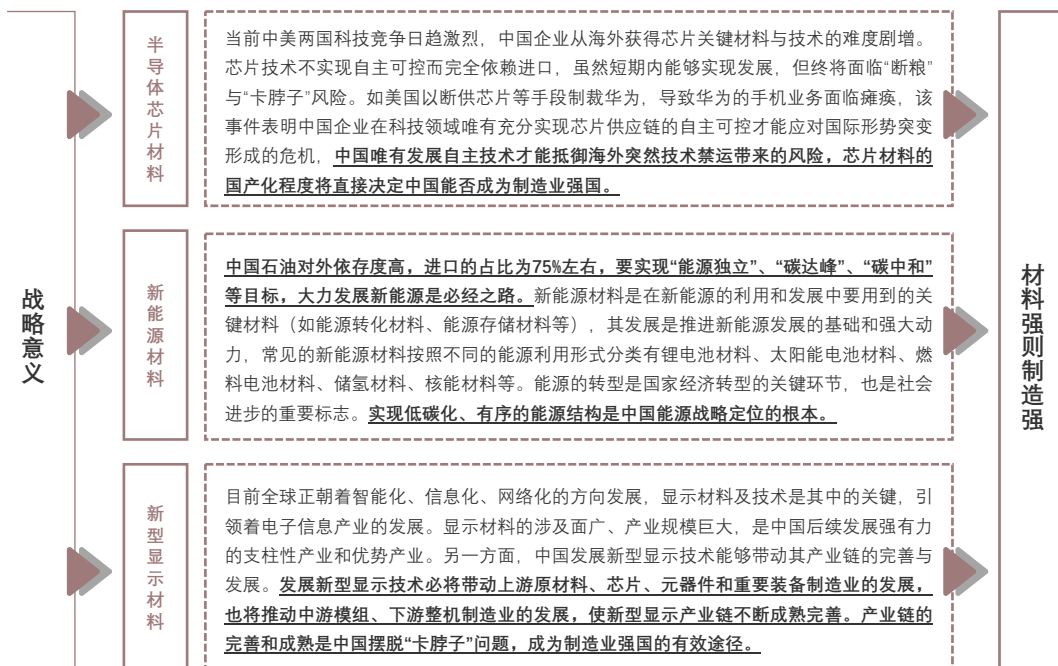 战略意义
半导体芯片材料
当前中美两国科技竞争日趋激烈，中国企业从海外获得芯片关键材料与技术的难度剧增。
芯片技术不实现自主可控而完全依赖进口，虽然短期内能够实现发展，但终将面临“断粮”
与“卡脖子”风险。如美国以断供芯片等手段制裁华为，导致华为的手机业务面临瘫痪，该
事件表明中国企业在科技领域唯有充分实现芯片供应链的自主可控才能应对国际形势突变
形成的危机，中国唯有发展自主技术才能抵御海外突然技术禁运带来的风险，芯片材料的
国产化程度将直接决定中国能否成为制造业强国。
新能源材料
中国石油对外依存度高，进口的占比为75%左右，要实现“能源独立”、“碳达峰”、“碳中和”
等目标，大力发展新能源是必经之路。新能源材料是在新能源的利用和发展中要用到的关
键材料（如能源转化材料、能源存储材料等），其发展是推进新能源发展的基础和强大动
力，常见的新能源材料按照不同的能源利用形式分类有锂电池材料、太阳能电池材料、燃
料电池材料、储氢材料、核能材料等。能源的转型是国家经济转型的关键环节，也是社会
进步的重要标志。实现低碳化、有序的能源结构是中国能源战略定位的根本。
新型显示材料
目前全球正朝着智能化、信息化、网络化的方向发展，显示材料及技术是其中的关键，引
领着电子信息产业的发展。显示材料的涉及面广、产业规模巨大，是中国后续发展强有力
的支柱性产业和优势产业。另一方面，中国发展新型显示技术能够带动其产业链的完善与
发展。发展新型显示技术必将带动上游原材料、芯片、元器件和重要装备制造业的发展，
也将推动中游模组、下游整机制造业的发展，使新型显示产业链不断成熟完善。产业链的
完善和成熟是中国摆脱“卡脖子”问题，成为制造业强国的有效途径。
材料强则制造强